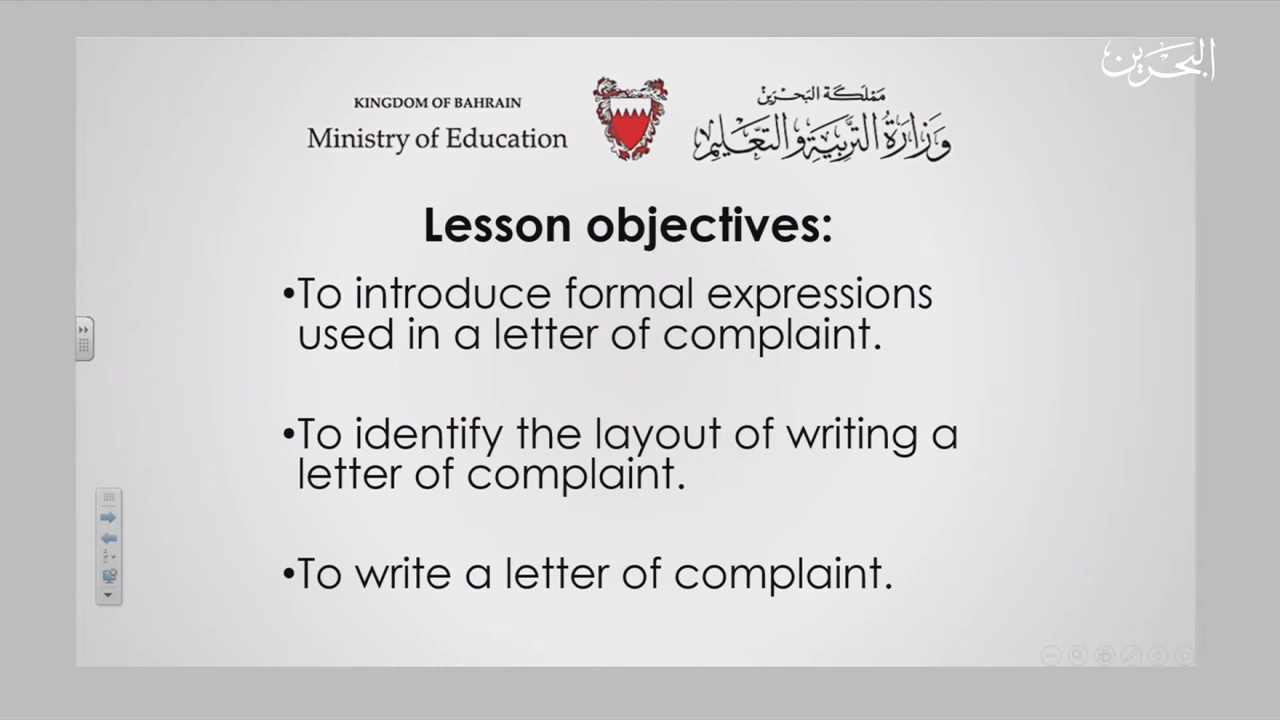 البحرين
KINGDOM OF BAHRAIN
Ministry of Education
مملكة البحرين
وزارة التربية والتعليم
Lesson objectives:
•To introduce formal expressions
used in a letter of complaint.
•To identify the layout of writing a
letter of complaint.
•To write a letter of complaint.